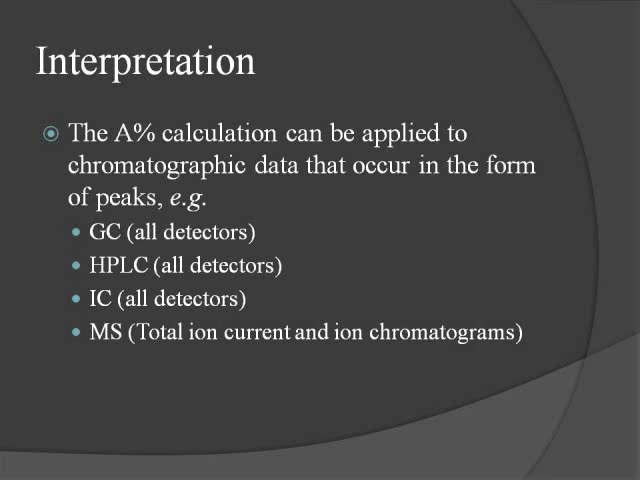 Interpretation
The A% calculation can be applied to
chromatographic data that occur in the form
of peaks, e.g.
GC (all detectors)
HPLC (all detectors)
IC (all detectors)
MS (Total ion current and ion chromatograms)